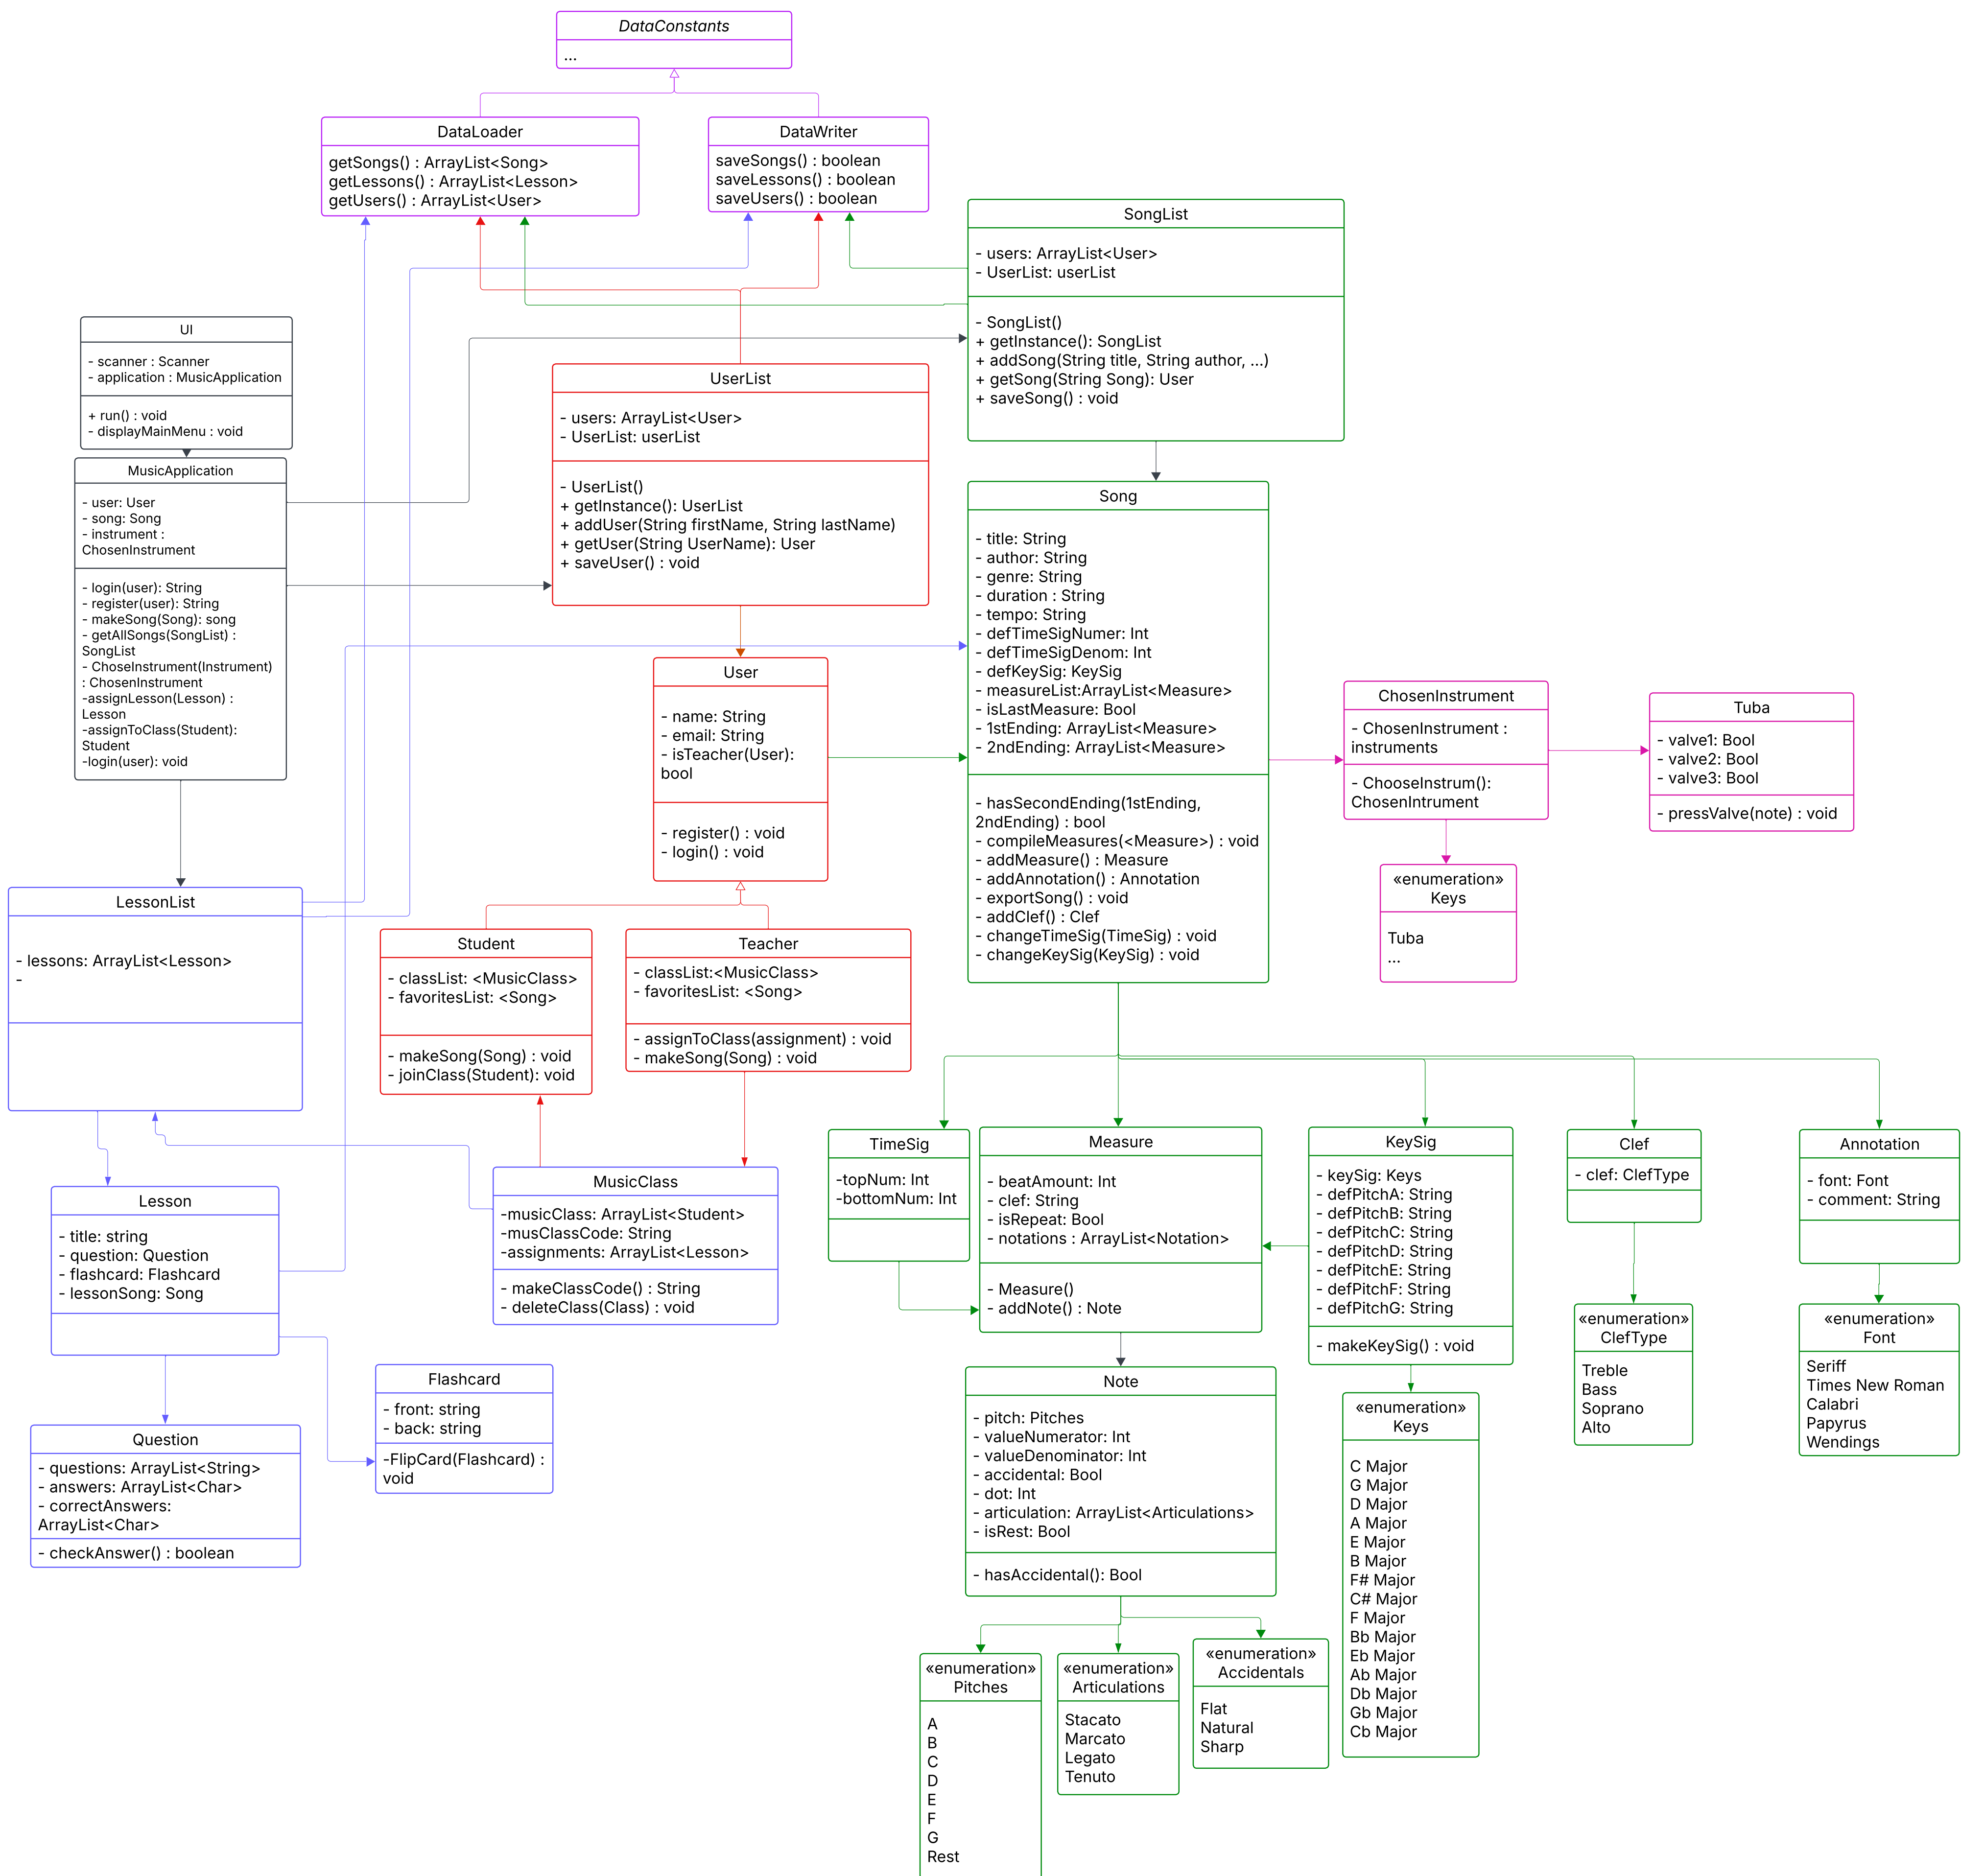 DataConstants
...
DataLoader
getSongs() : ArrayList<Song>
getLessons() : ArrayList<Lesson>
getUsers() : ArrayList<User>
DataWriter
saveSongs() : boolean
saveLessons() : boolean
saveUsers() : boolean
SongList
- users: ArrayList<User>
- UserList: userList
- SongList()
+ getInstance(): SongList
+ addSong(String title, String author, ...)
+ getSong(String Song): User
+ saveSong() : void
UI
- scanner : Scanner
- application : MusicApplication
+ run() : void
- displayMainMenu : void
MusicApplication
- user: User
- song: Song
- instrument :
ChosenInstrument
- login(user): String
- register(user): String
- makeSong(Song): song
- getAllSongs(SongList) :
SongList
- ChoseInstrument(Instrument)
: ChosenInstrument
-assignLesson(Lesson) :
Lesson
-assignToClass(Student):
Student
-login(user): void
UserList
- users: ArrayList<User>
- UserList: userList
- UserList()
+ getInstance(): UserList
+ addUser(String firstName, String lastName)
+ getUser(String UserName): User
+ saveUser() : void
Song
- title: String
- author: String
- genre: String
- duration : String
- tempo: String
- defTimeSigNumer: Int
- defTimeSigDenom: Int
- defKeySig: KeySig
- measureList:ArrayList<Measure>
- isLastMeasure: Bool
- 1stEnding: ArrayList<Measure>
- 2ndEnding: ArrayList<Measure>
- hasSecondEnding(1stEnding,
2ndEnding) : bool
- compileMeasures(<Measure>) : void
- addMeasure() : Measure
- addAnnotation() : Annotation
- exportSong() : void
- addClef() : Clef
- changeTimeSig(TimeSig) : void
- changeKeySig(KeySig) : void
User
- name: String
- email: String
- isTeacher(User):
bool
- register() : void
- login() : void
ChosenInstrument
- ChosenInstrument :
instruments
- ChooseInstrum():
ChosenIntrument
Tuba
- valve1: Bool
- valve2: Bool
- valve3: Bool
- pressValve(note) : void
«enumeration»
Keys
Tuba
...
LessonList
- lessons: ArrayList<Lesson>
-
Student
- classList: <MusicClass>
- favoritesList: <Song>
- makeSong(Song) : void
- joinClass(Student): void
Teacher
- classList:<MusicClass>
- favoritesList: <Song>
- assignToClass(assignment) : void
- makeSong(Song) : void
MusicClass
-musicClass: ArrayList<Student>
-musClassCode: String
-assignments: ArrayList<Lesson>
- makeClassCode() : String
- deleteClass(Class) : void
Lesson
- title: string
- question: Question
- flashcard: Flashcard
- lessonSong: Song
Flashcard
- front: string
- back: string
-FlipCard(Flashcard) :
void
Question
- questions: ArrayList<String>
- answers: ArrayList<Char>
- correctAnswers:
ArrayList<Char>
- checkAnswer() : boolean
TimeSig
-topNum: Int
-bottomNum: Int
Measure
- beatAmount: Int
- clef: String
- isRepeat: Bool
- notations : ArrayList<Notation>
- Measure()
- addNote() : Note
KeySig
- keySig: Keys
- defPitchA: String
- defPitchB: String
- defPitchC: String
- defPitchD: String
- defPitchE: String
- defPitchF: String
- defPitchG: String
- makeKeySig() : void
Clef
- clef: ClefType
Annotation
- font: Font
- comment: String
«enumeration»
ClefType
Treble
Bass
Soprano
Alto
«enumeration»
Font
Seriff
Times New Roman
Calabri
Papyrus
Wendings
Note
- pitch: Pitches
- valueNumerator: Int
- valueDenominator: Int
- accidental: Bool
- dot: Int
- articulation: ArrayList<Articulations>
- isRest: Bool
- hasAccidental(): Bool
«enumeration»
Keys
C Major
G Major
D Major
A Major
E Major
B Major
F# Major
C# Major
F Major
Bb Major
Eb Major
Ab Major
Db Major
Gb Major
Cb Major
«enumeration»
Pitches
A
B
C
D
E
F
G
Rest
«enumeration»
Articulations
Stacato
Marcato
Legato
Tenuto
«enumeration»
Accidentals
Flat
Natural
Sharp